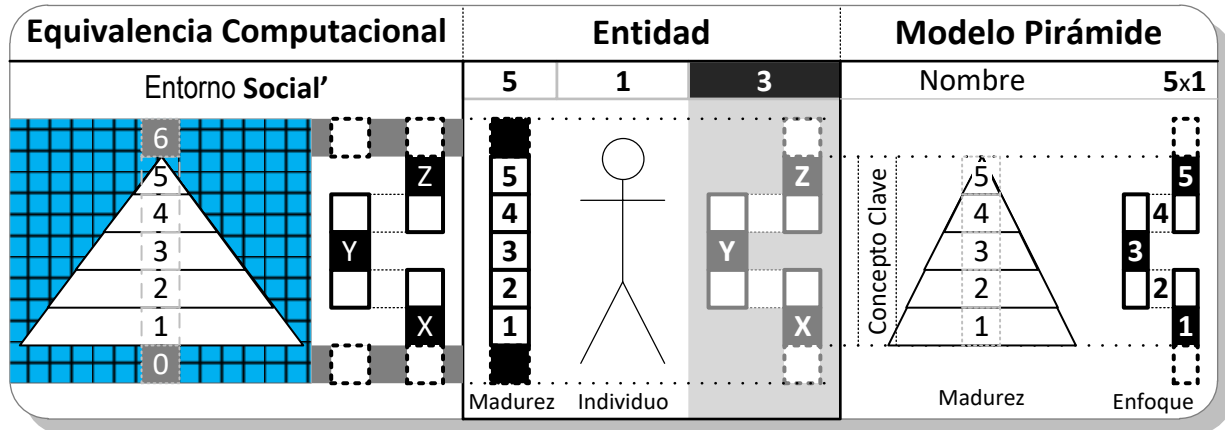 Equivalencia Computacional
Entorno Social’
6
5
4
3
2
1
0
Z
Y
X
Entidad
5 1 3
5
4
3
2
1
Z
Y
X
Madurez Individuo
Modelo Pirámide
Nombre 5x1
Concepto Clave
5
4
3
2
1
5
4
3
2
1
Madurez Enfoque